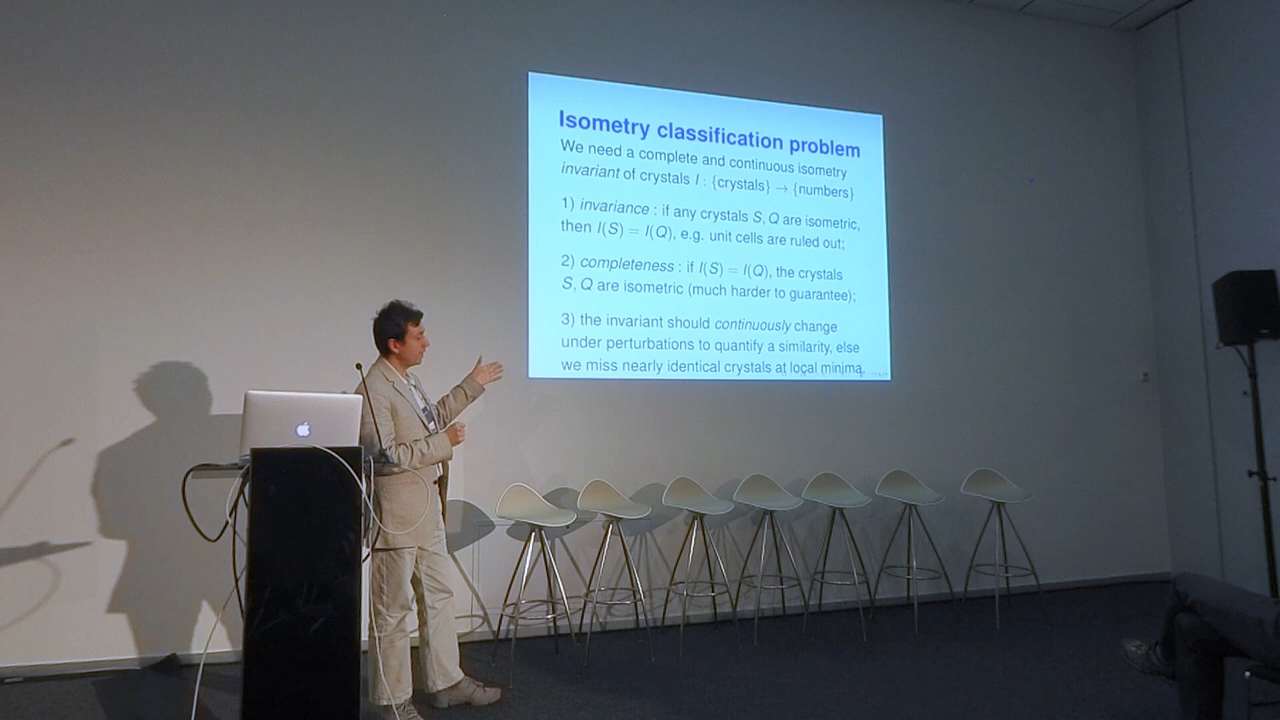 Isometry classification problem
We need a complete and continuous isometry
invariant of crystals I : {crystals} → {numbers}
1) invariance : if any crystals S, Q are isometric,
then I(S) = I(Q), e.g. unit cells are ruled out;
2) completeness : if I(S) = I(Q), the crystals
S, Q are isometric (much harder to guarantee);
3) the invariant should continuously change
under perturbations to quantify a similarity, else
we miss nearly identical crystals at local minima.